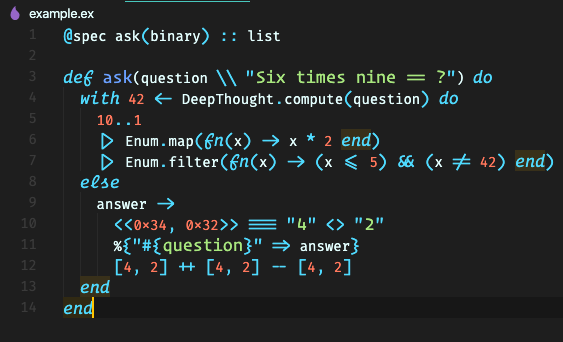 example.ex
1 @spec ask(binary) :: list
2
3 def ask(question \\ "Six times nine == ?") do
4   with 42 <- DeepThought.compute(question) do
5     10..1
6     |> Enum.map(fn(x) -> x * 2 end)
7     |> Enum.filter(fn(x) -> (x <= 5) && (x != 42) end)
8   else
9     answer ->
10       <<0x34, 0x32>> === "4" <> "2"
11       %{"#{question}" => answer}
12       [4, 2] ++ [4, 2] -- [4, 2]
13   end
14 end